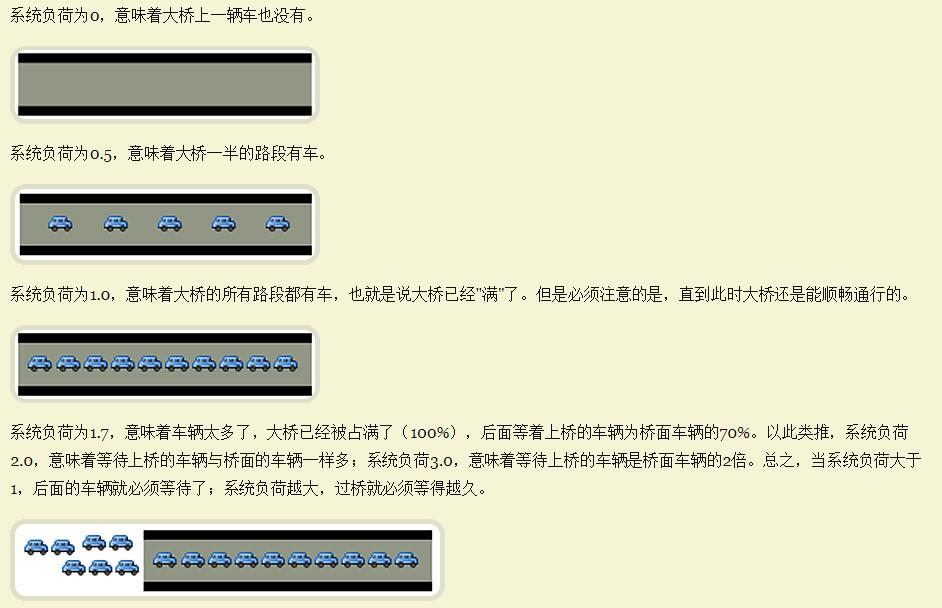 系统负荷为0，意味着大桥上一辆车也没有。
系统负荷为0.5，意味着大桥一半的路段有车。
系统负荷为1.0，意味着大桥的所有路段都有车，也就是说大桥已经"满"了。但是必须注意的是，直到此时大桥还是能顺畅通行的。
系统负荷为1.7，意味着车辆太多了，大桥已经被占满了（100%），后面等着上桥的车辆为桥面车辆的70%。以此类推，系统负荷
2.0，意味着等待上桥的车辆与桥面的车辆一样多；系统负荷3.0，意味着等待上桥的车辆是桥面车辆的2倍。总之，当系统负荷大于
1，后面的车辆就必须等待了；系统负荷越大，过桥就必须等得越久。